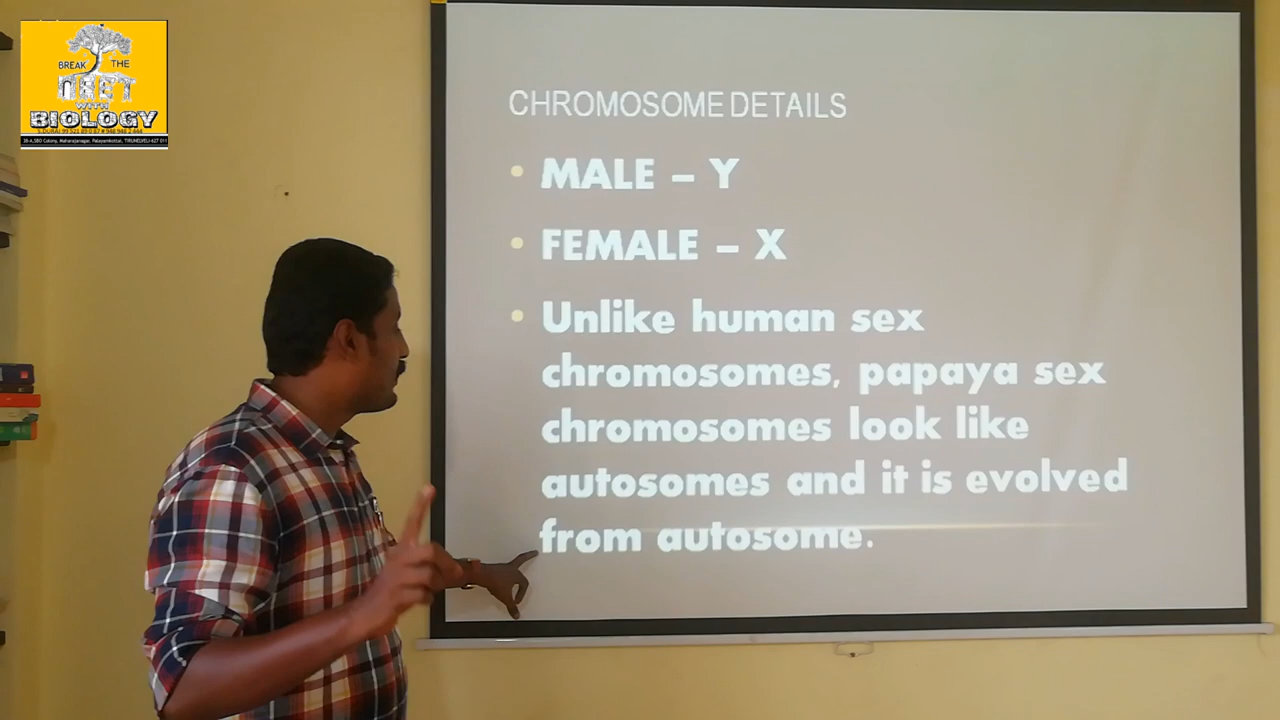 BREAK THE
NEET
WITH
BIOLOGY
CHROMOSOME DETAILS
• MALE – Y
• FEMALE – X
• Unlike human sex
chromosomes, papaya sex
chromosomes look like
autosomes and it is evolved
from autosome.